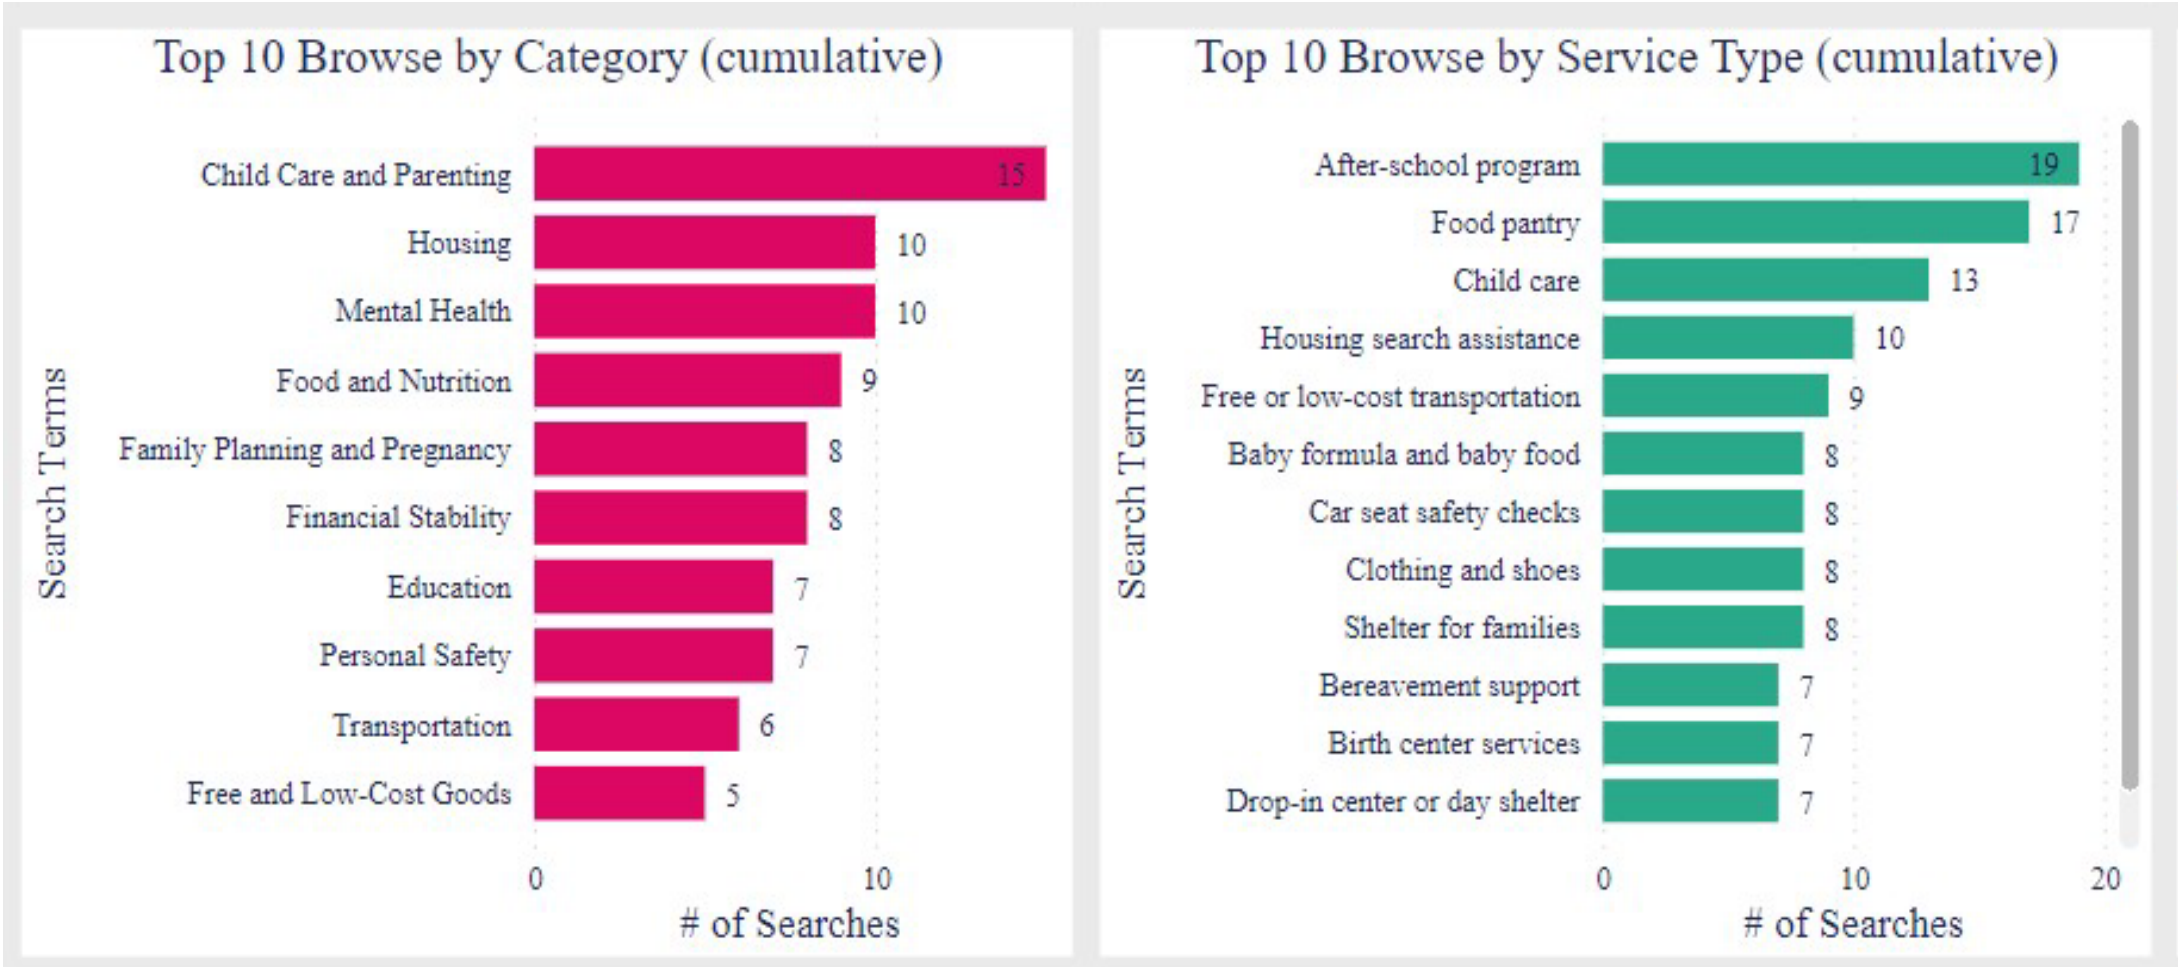 Top 10 Browse by Category (cumulative)
Search Terms
Child Care and Parenting 15
Housing 10
Mental Health 10
Food and Nutrition 9
Family Planning and Pregnancy 8
Financial Stability 8
Education 7
Personal Safety 7
Transportation 6
Free and Low-Cost Goods 5
0 10
# of Searches
Top 10 Browse by Service Type (cumulative)
Search Terms
After-school program 19
Food pantry 17
Child care 13
Housing search assistance 10
Free or low-cost transportation 9
Baby formula and baby food 8
Car seat safety checks 8
Clothing and shoes 8
Shelter for families 8
Bereavement support 7
Birth center services 7
Drop-in center or day shelter 7
0 10 20
# of Searches